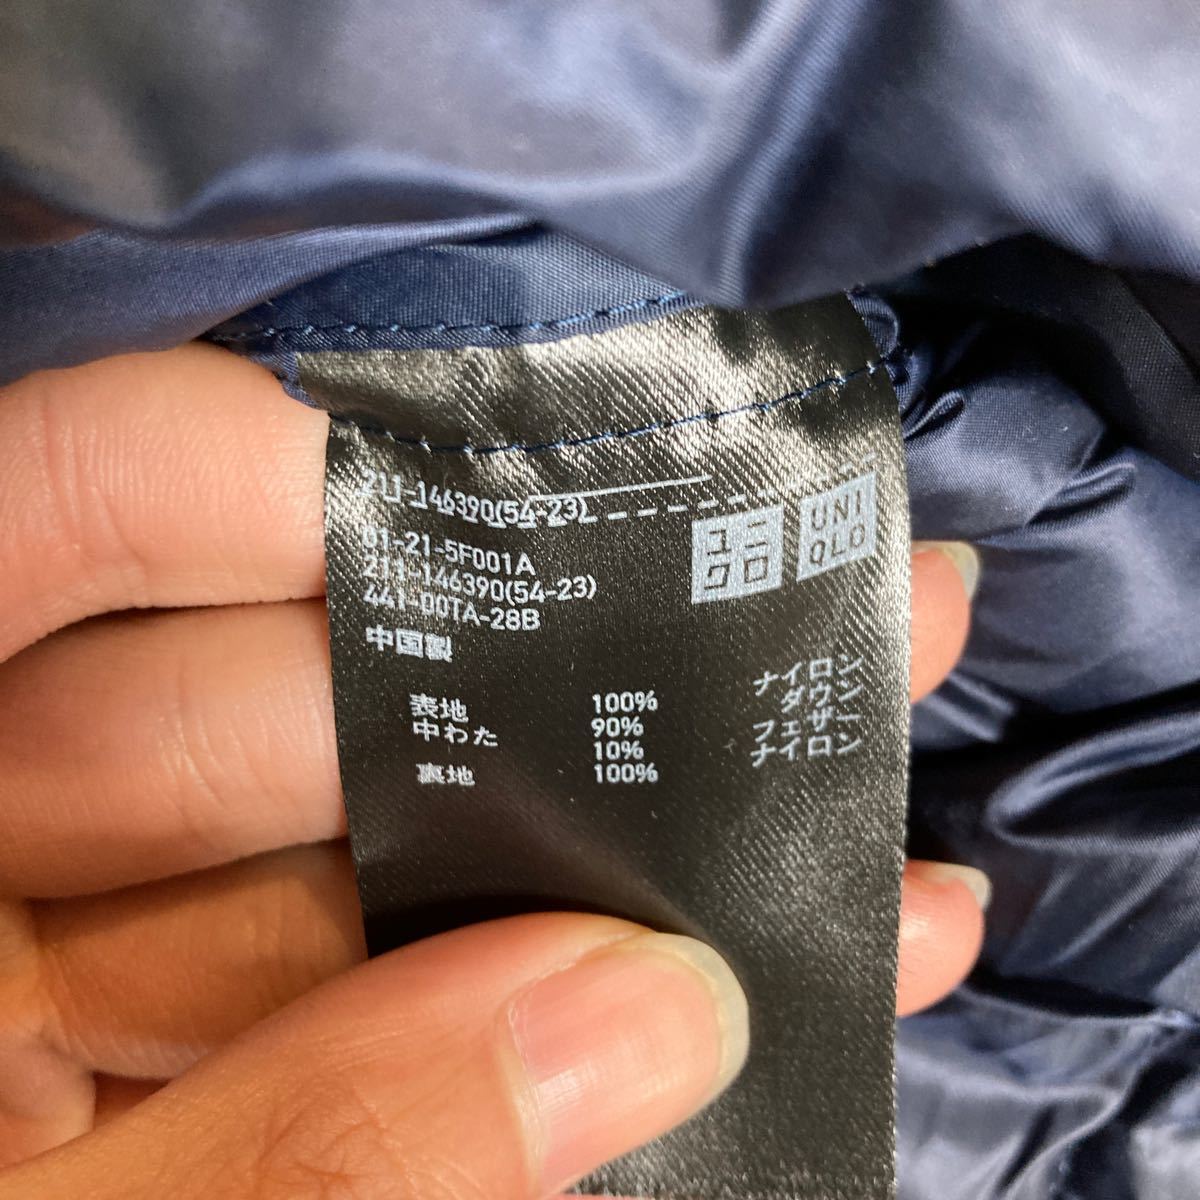 211-146390(54-23)
ユニ
クロ
UNI
QLO
01-21-5F001A
211-146390(54-23)
441-00TA-28B
中国製
表地 100% ナイロン
中わた 90% ダウン
10% フェザー
裏地 100% ナイロン